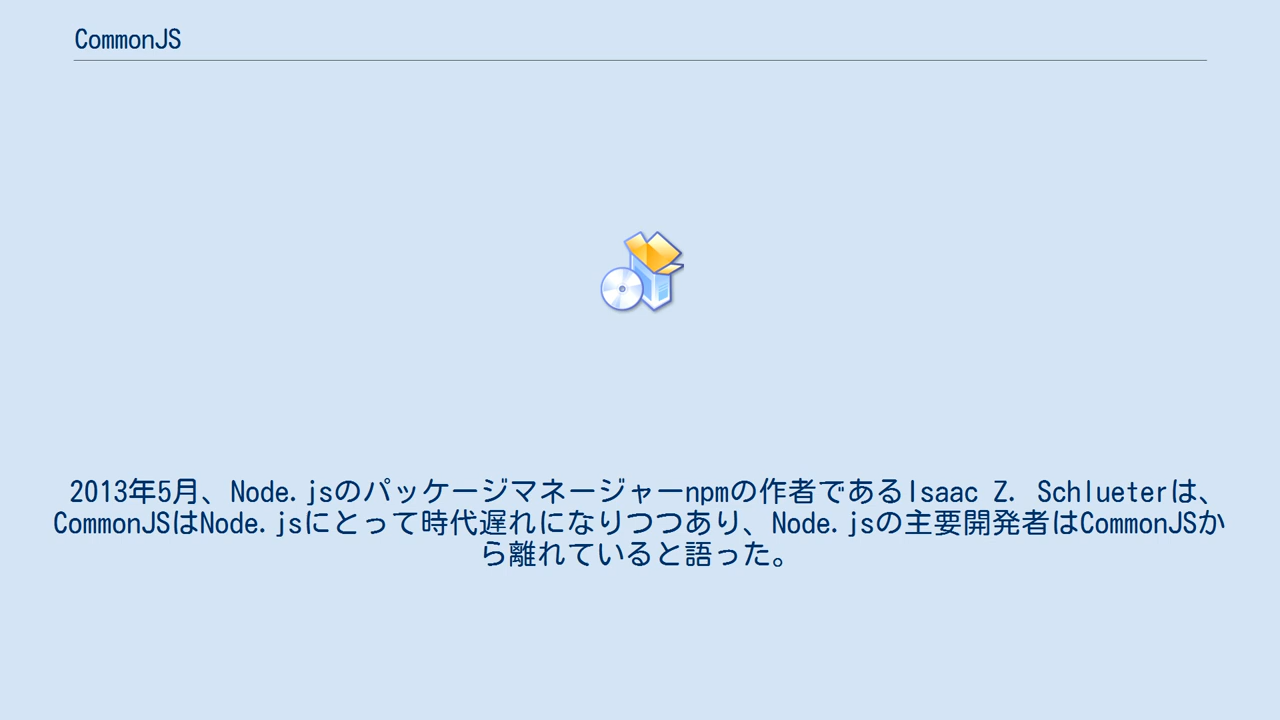 CommonJS
2013年5月、Node.jsのパッケージマネージャーnpmの作者であるIsaac Z. Schlueterは、
CommonJSはNode.jsにとって時代遅れになりつつあり、Node.jsの主要開発者はCommonJSか
ら離れていると語った。